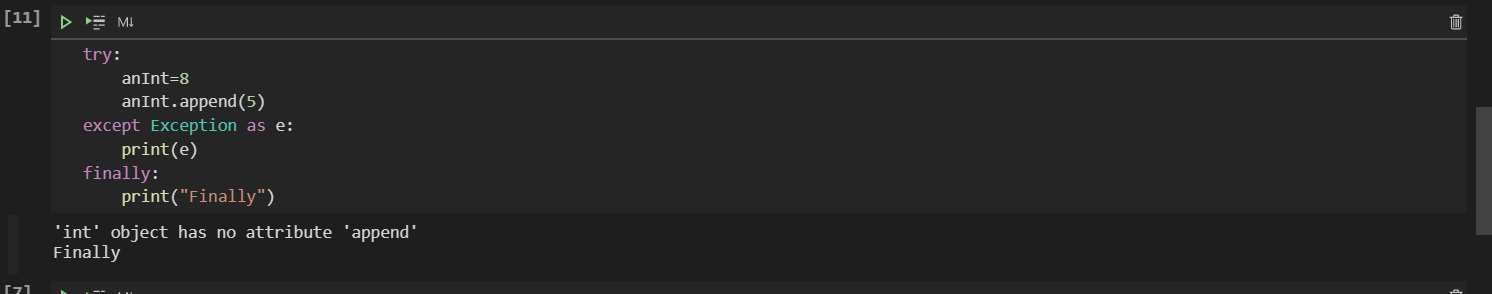 [11]
M↓
try:
    anInt=8
    anInt.append(5)
except Exception as e:
    print(e)
finally:
    print("Finally")
'int' object has no attribute 'append'
Finally
[7]